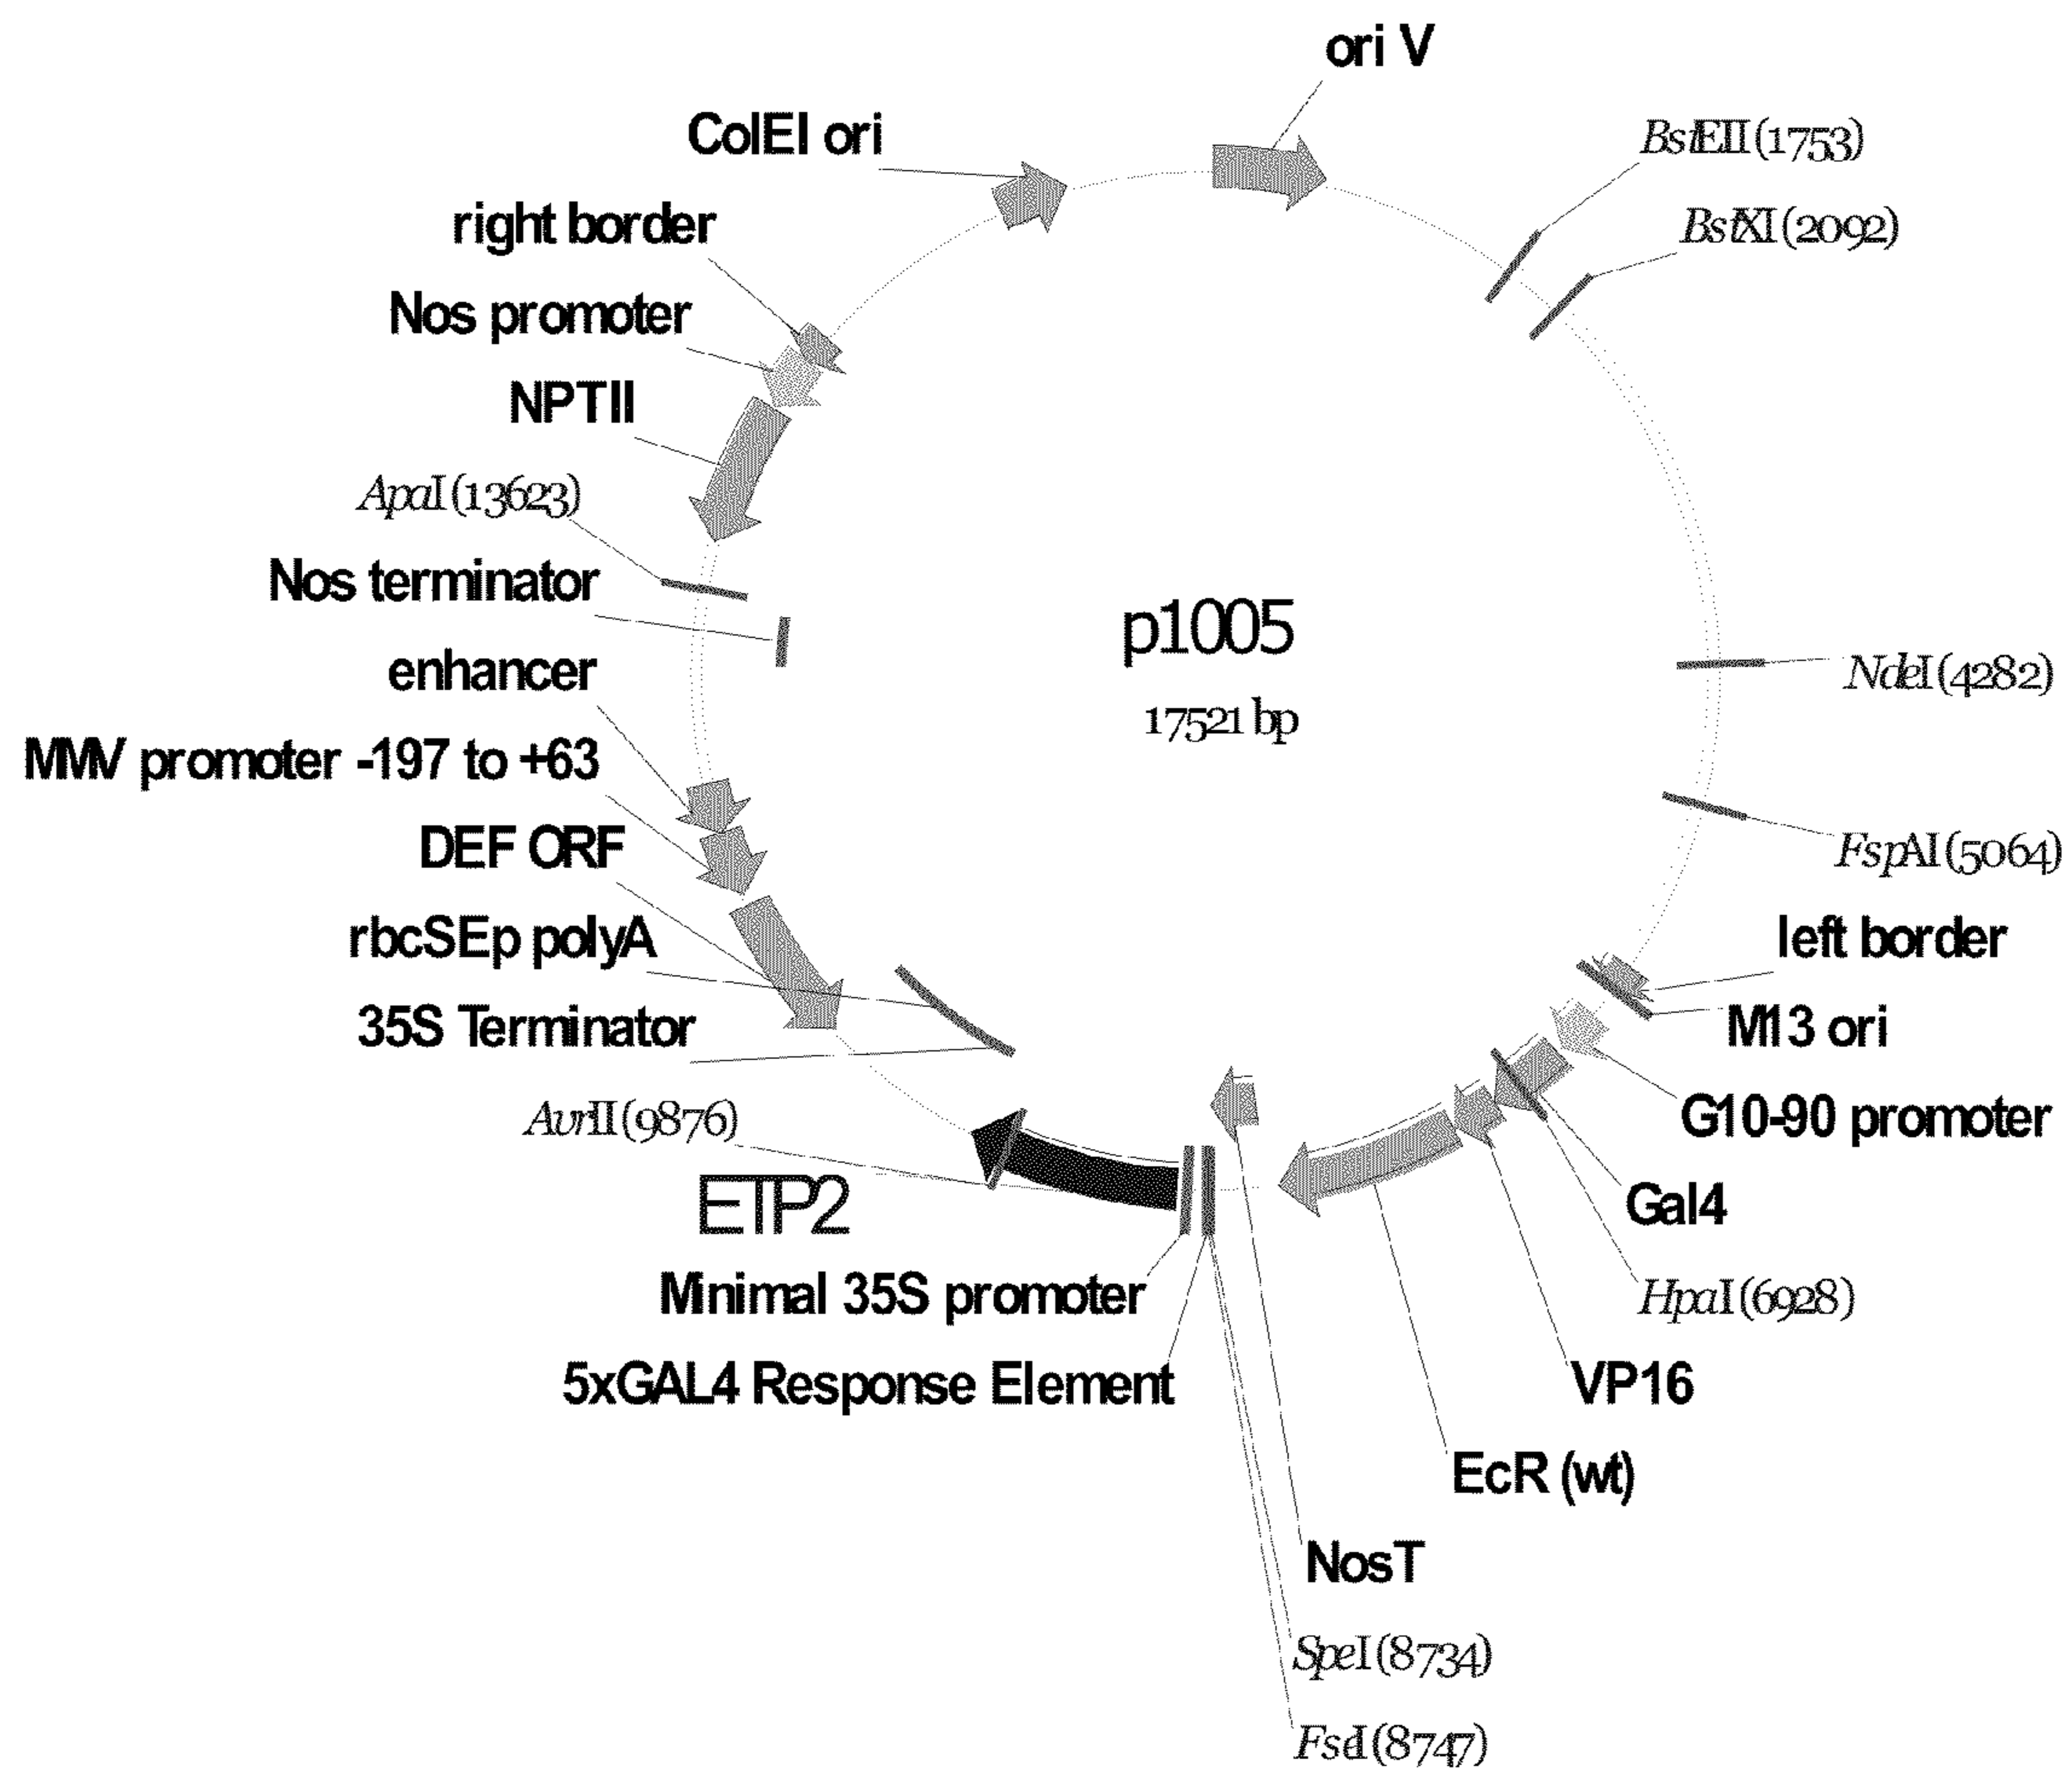 ori V
ColEI ori
BstEII (1753)
right border
BstXI (2092)
Nos promoter
NPTII
ApaI (13623)
Nos terminator
p1005
enhancer
NdeI (4282)
17521 bp
MMV promoter -197 to +63
DEF ORF
FspAI (5064)
rbcSEp polyA
left border
35S Terminator
M13 ori
AvrII (9876)
G10-90 promoter
ETP2
Gal4
Minimal 35S promoter
HpaI (6928)
5xGAL4 Response Element
VP16
EcR (wt)
NosT
SpeI (8734)
FseI (8747)